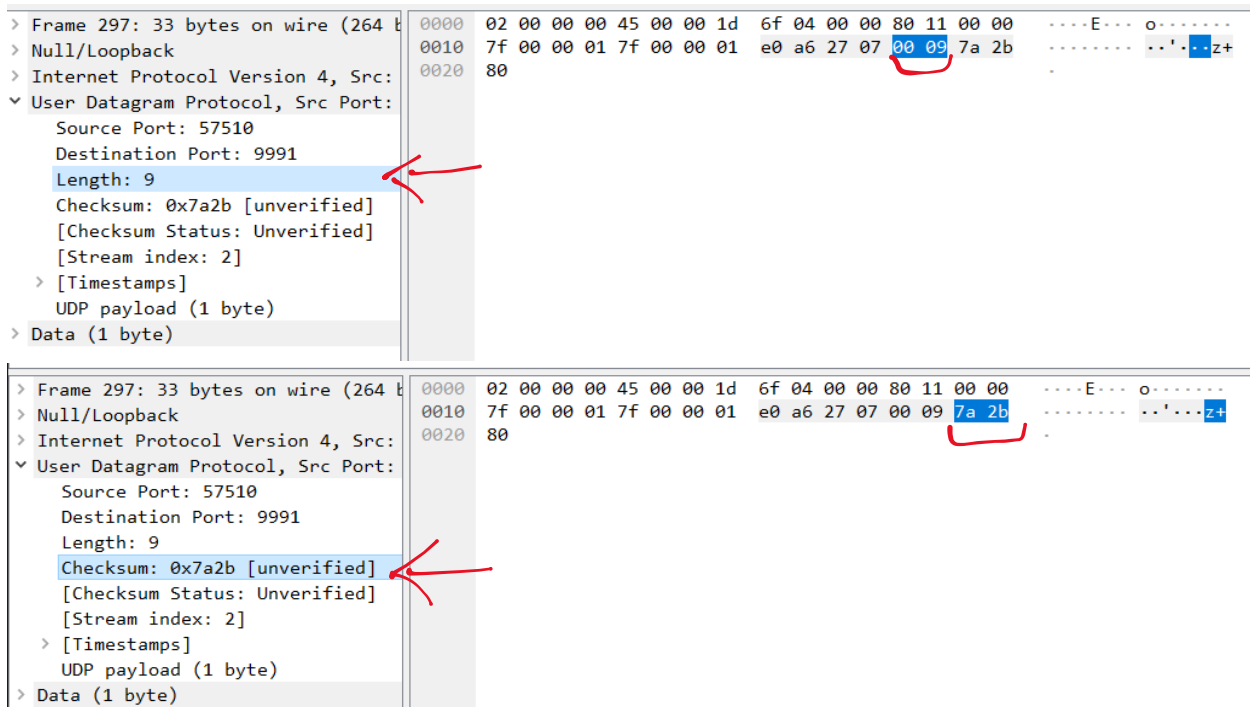 Frame 297: 33 bytes on wire (264 b
Null/Loopback
Internet Protocol Version 4, Src:
User Datagram Protocol, Src Port:
Source Port: 57510
Destination Port: 9991
Length: 9
Checksum: 0x7a2b [unverified]
[Checksum Status: Unverified]
[Stream index: 2]
[Timestamps]
UDP payload (1 byte)
Data (1 byte)
0000 02 00 00 00 45 00 00 1d 6f 04 00 00 80 11 00 00 ····E··· o·······
0010 7f 00 00 01 7f 00 00 01 e0 a6 27 07 00 09 7a 2b ········ ··'···z+
0020 80 ·
Frame 297: 33 bytes on wire (264 b
Null/Loopback
Internet Protocol Version 4, Src:
User Datagram Protocol, Src Port:
Source Port: 57510
Destination Port: 9991
Length: 9
Checksum: 0x7a2b [unverified]
[Checksum Status: Unverified]
[Stream index: 2]
[Timestamps]
UDP payload (1 byte)
Data (1 byte)
0000 02 00 00 00 45 00 00 1d 6f 04 00 00 80 11 00 00 ····E··· o·······
0010 7f 00 00 01 7f 00 00 01 e0 a6 27 07 00 09 7a 2b ········ ··'···z+
0020 80 ·